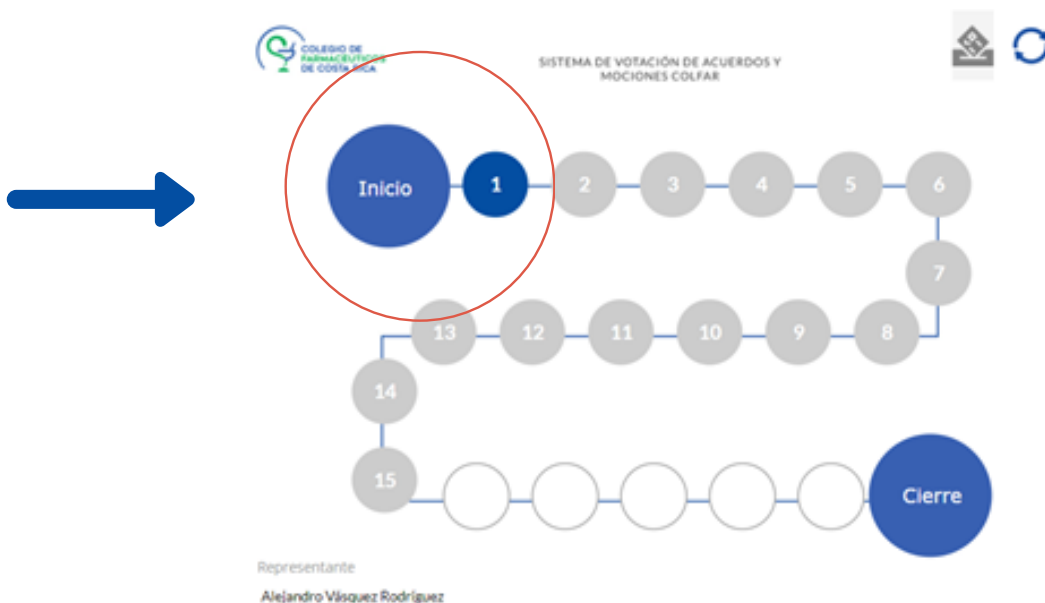 COLEGIO DE
FARMACÉUTICOS
DE COSTA RICA
SISTEMA DE VOTACIÓN DE ACUERDOS Y
MOCIONES COLFAR
Inicio 1 2 3 4 5 6
7
13 12 11 10 9 8
14
15
Cierre
Representante
Alejandro Vásquez Rodríguez